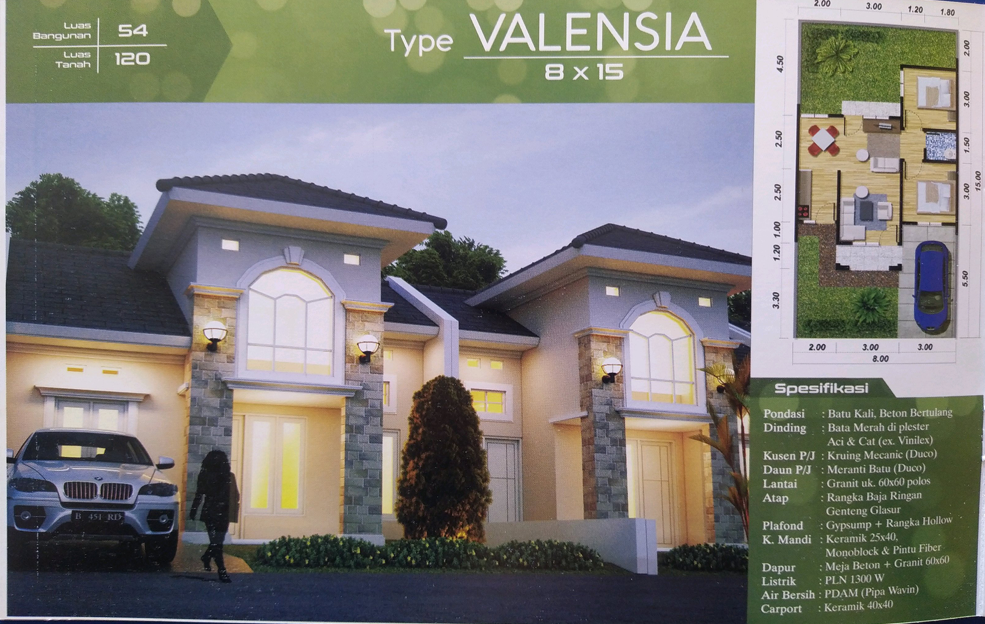 Luas
Bangunan 54
Luas
Tanah 120
Type VALENSIA
8 x 15
2.00 3.00 1.20 1.80
4.50
2.50
2.50
1.00
1.20
3.30
2.00
3.00
1.50
3.00
15.00
5.50
2.00 3.00 3.00
8.00
B 451 RD
Spesifikasi
Pondasi : Batu Kali, Beton Bertulang
Dinding : Bata Merah di plester
Aci & Cat (ex. Vinilex)
Kusen P/J : Kruing Mecanic (Duco)
Daun P/J : Meranti Batu (Duco)
Lantai : Granit uk. 60x60 polos
Atap : Rangka Baja Ringan
Genteng Glasur
Plafond : Gypsump + Rangka Hollow
K. Mandi : Keramik 25x40,
Monoblock & Pintu Fiber
Dapur : Meja Beton + Granit 60x60
Listrik : PLN 1300 W
Air Bersih : PDAM (Pipa Wavin)
Carport : Keramik 40x40